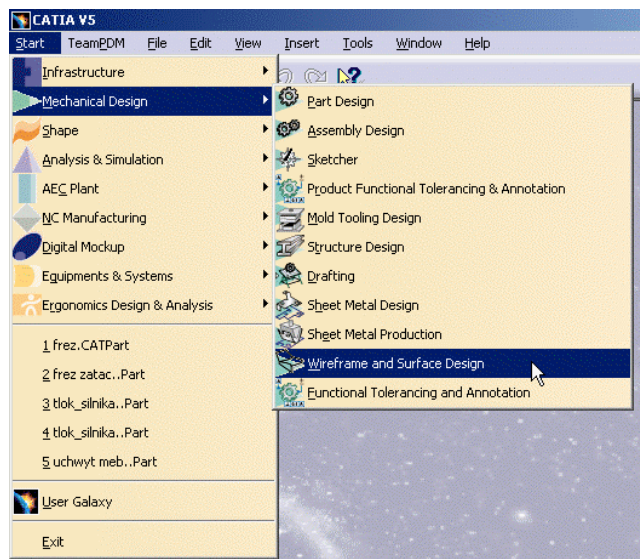 CATIA V5
Start TeamPDM File Edit View Insert Tools Window Help
Infrastructure
Mechanical Design
Shape
Analysis & Simulation
AEC Plant
NC Manufacturing
Digital Mockup
Equipments & Systems
Ergonomics Design & Analysis
1 frez.CATPart
2 frez zatac..Part
3 tlok_silnika..Part
4 tlok_silnika..Part
5 uchwyt meb..Part
User Galaxy
Exit
Part Design
Assembly Design
Sketcher
Product Functional Tolerancing & Annotation
Mold Tooling Design
Structure Design
Drafting
Sheet Metal Design
Sheet Metal Production
Wireframe and Surface Design
Functional Tolerancing and Annotation